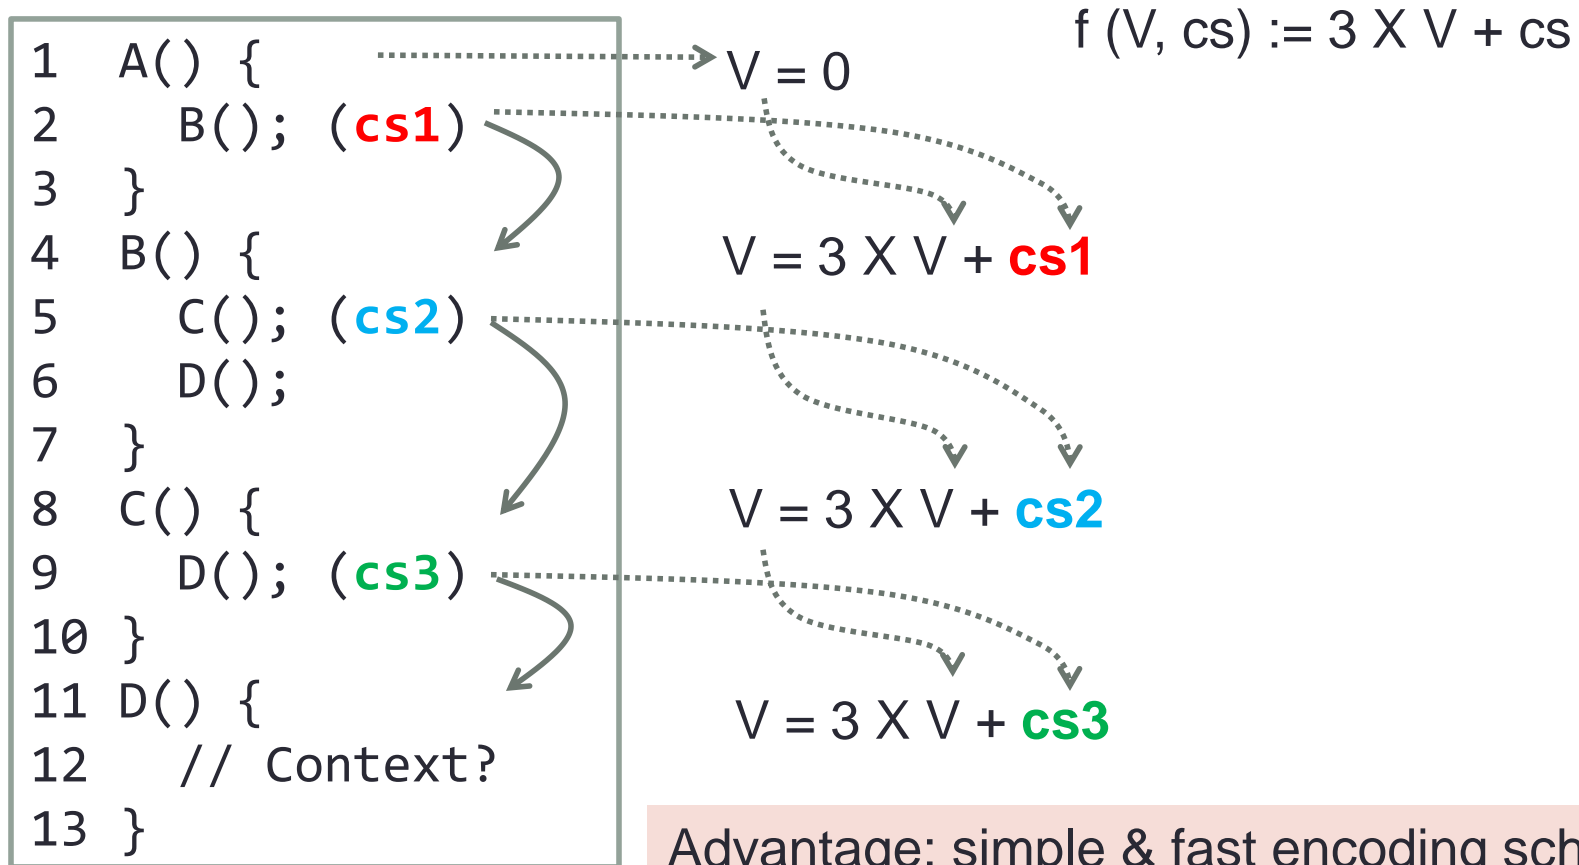 1 A() {
2 B(); (cs1)
3 }
4 B() {
5 C(); (cs2)
6 D();
7 }
8 C() {
9 D(); (cs3)
10 }
11 D() {
12 // Context?
13 }
f (V, cs) := 3 X V + cs
V = 0
V = 3 X V + cs1
V = 3 X V + cs2
V = 3 X V + cs3
Advantage: simple & fast encoding